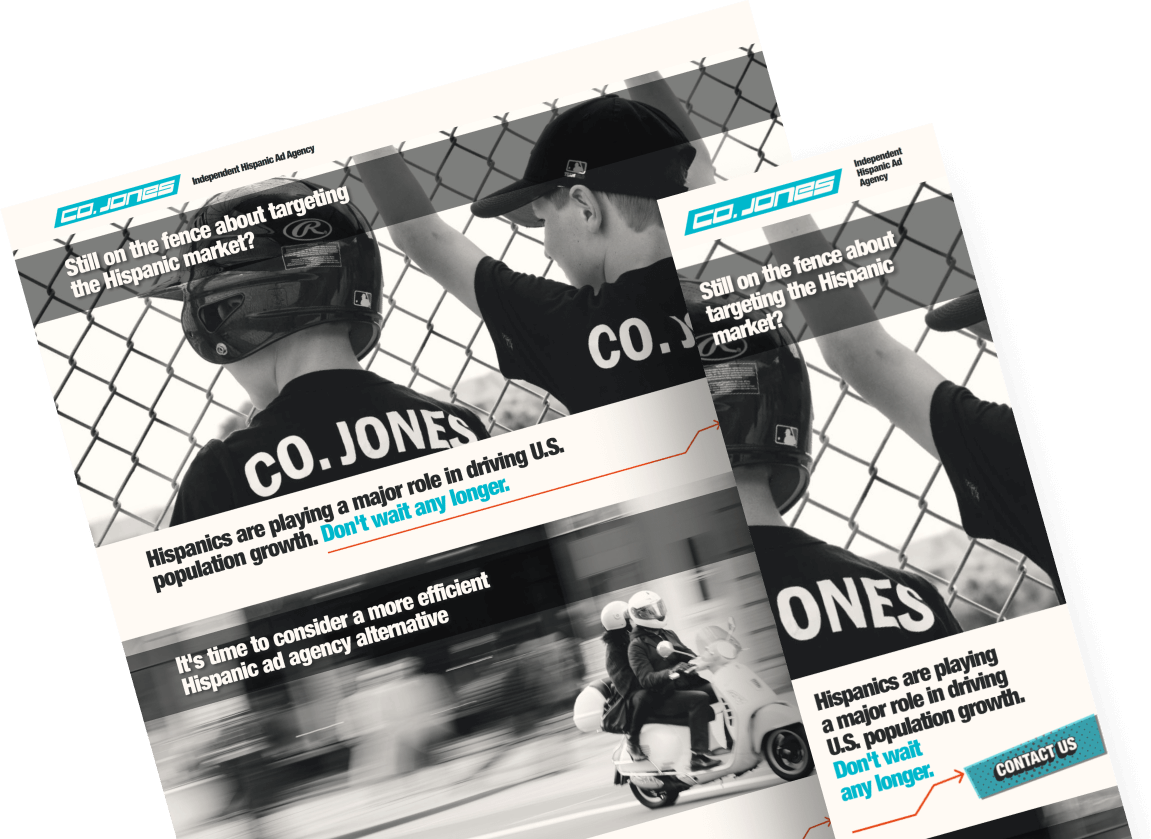 CO. JONES
Independent Hispanic Ad Agency
Still on the fence about targeting
the Hispanic market?
R
CO. J
CO. JONES
Hispanics are playing a major role in driving U.S.
population growth. Don't wait any longer.
It's time to consider a more efficient
Hispanic ad agency alternative
CO. JONES
Independent
Hispanic Ad
Agency
Still on the fence about
targeting the Hispanic
market?
R
ONES
Hispanics are playing
a major role in driving
U.S. population growth.
Don't wait
any longer.
CONTACT US